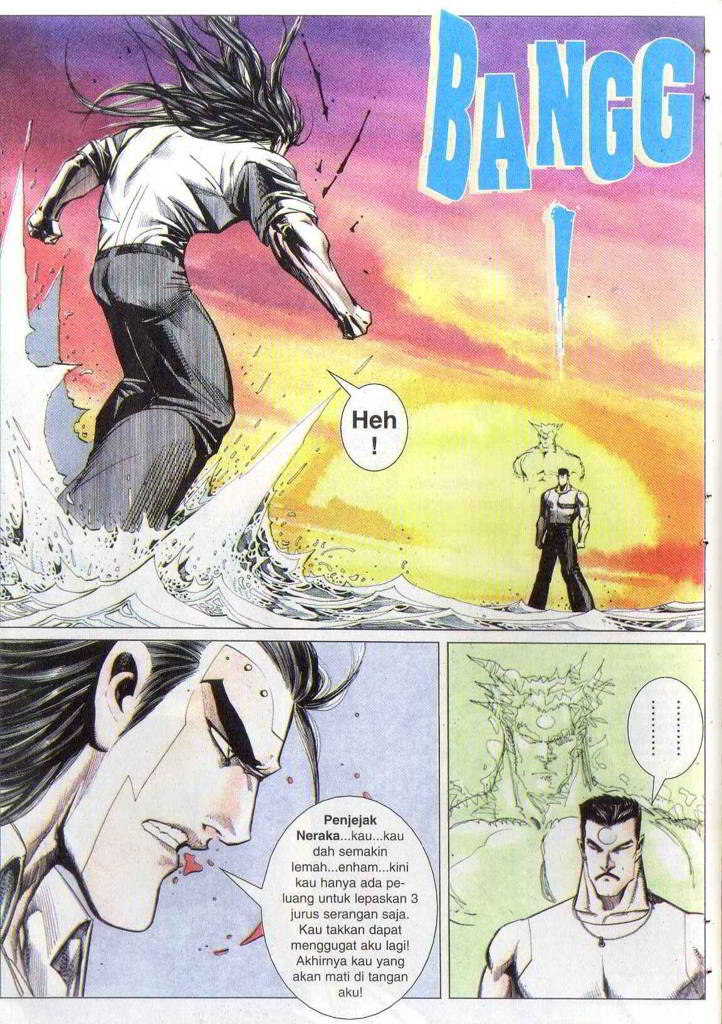 BANGG
!
Heh
!
Penjejak
Neraka...kau...kau
dah semakin
lemah...enham...kini
kau hanya ada pe-
luang untuk lepaskan 3
jurus serangan saja.
Kau takkan dapat
menggugat aku lagi!
Akhirnya kau yang
akan mati di tangan
aku!
.........
.........